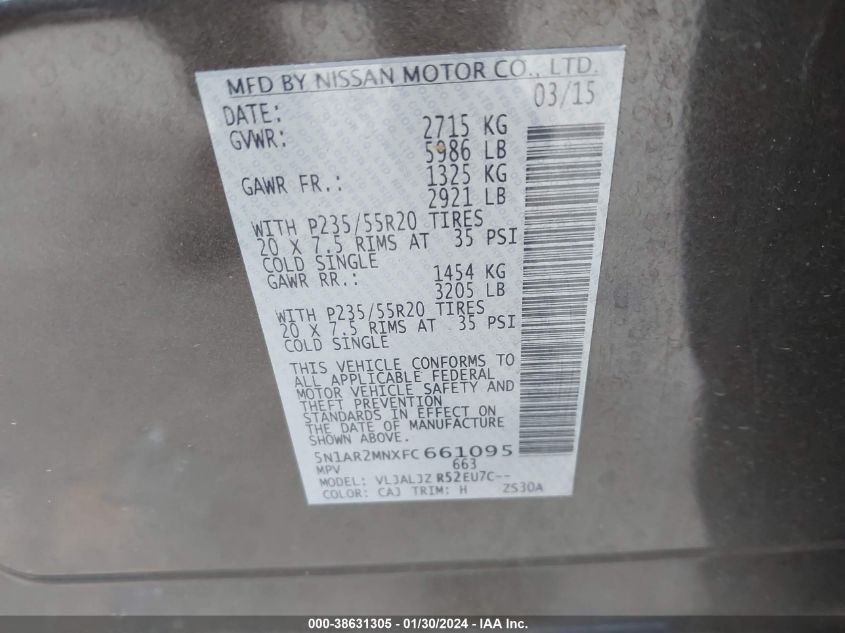 MFD BY NISSAN MOTOR CO., LTD.
DATE: 03/15
GVWR: 2715 KG
5986 LB
GAWR FR.: 1325 KG
2921 LB
WITH P235/55R20 TIRES
20 X 7.5 RIMS AT 35 PSI
COLD SINGLE
GAWR RR.: 1454 KG
3205 LB
WITH P235/55R20 TIRES
20 X 7.5 RIMS AT 35 PSI
COLD SINGLE
THIS VEHICLE CONFORMS TO
ALL APPLICABLE FEDERAL
MOTOR VEHICLE SAFETY AND
THEFT PREVENTION
STANDARDS IN EFFECT ON
THE DATE OF MANUFACTURE
SHOWN ABOVE.
5N1AR2MNXFC 661095
MPV 663
MODEL: VLJALJZ R52EU7C--
COLOR: CAJ TRIM: H ZS30A
000-38631305 - 01/30/2024 - IAA Inc.